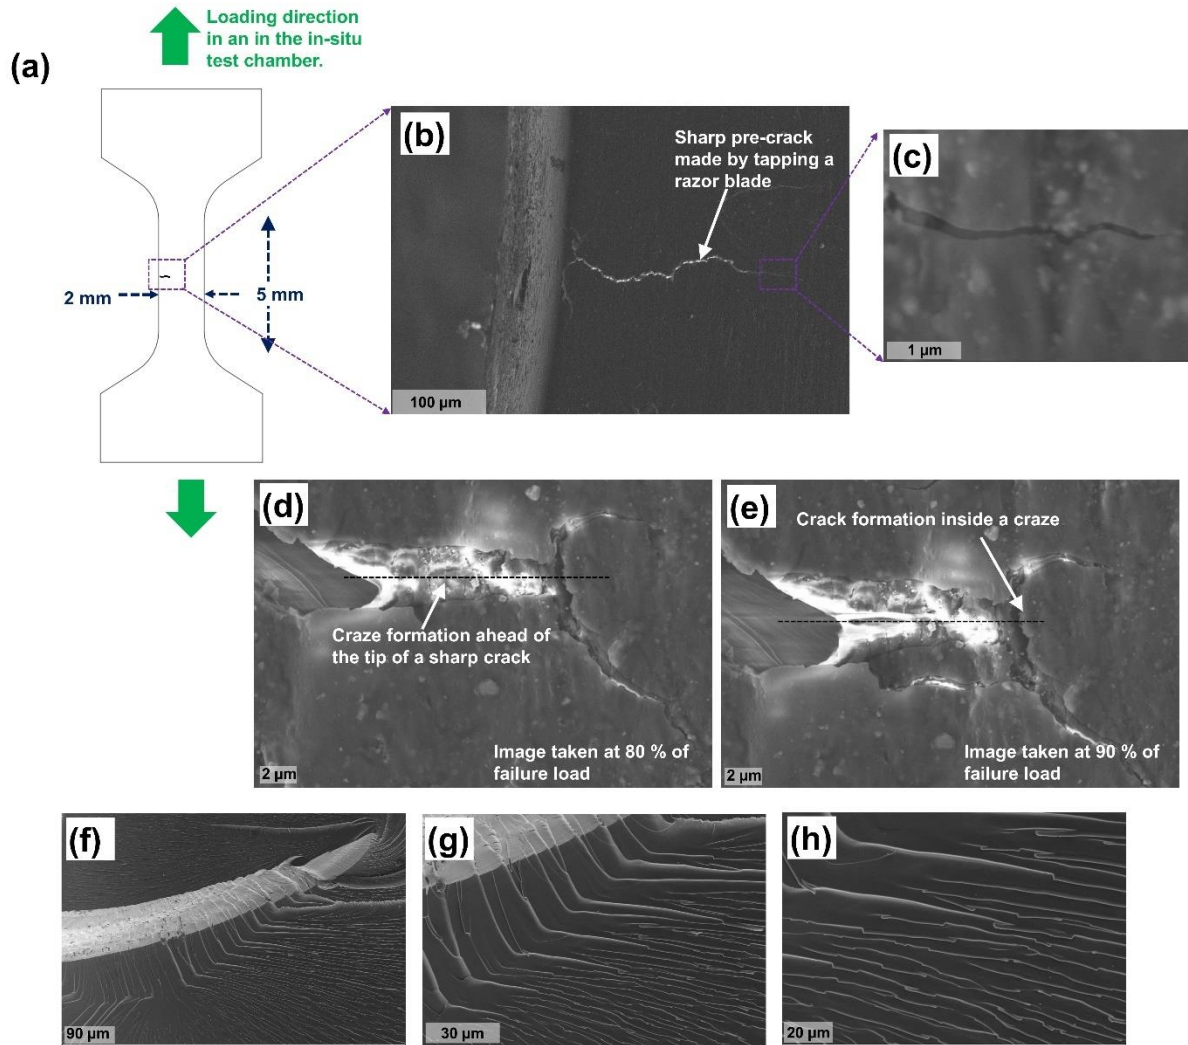 Loading direction
in an in the in-situ
test chamber.
(a)
2 mm
5 mm
(b)
Sharp pre-crack
made by tapping a
razor blade
100 µm
(c)
1 µm
(d)
Craze formation ahead of
the tip of a sharp crack
Image taken at 80 % of
failure load
2 µm
(e)
Crack formation inside a craze
Image taken at 90 % of
failure load
2 µm
(f)
90 µm
(g)
30 µm
(h)
20 µm